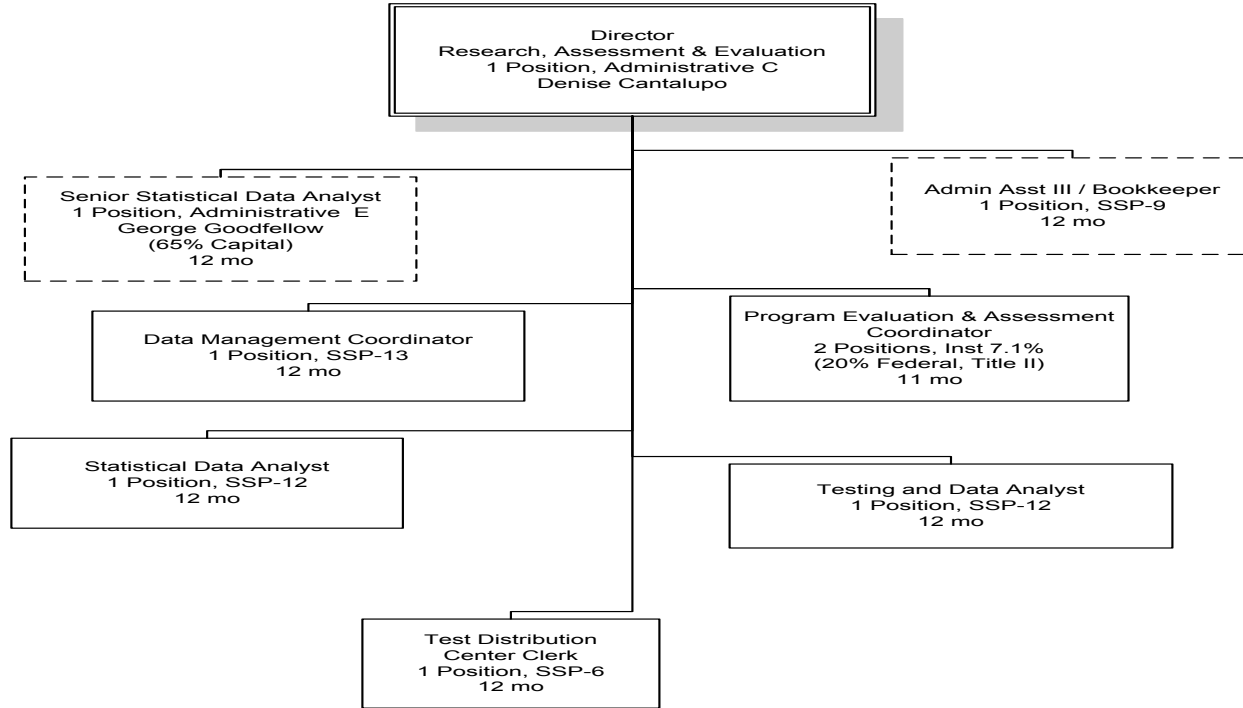 Director
Research, Assessment & Evaluation
1 Position, Administrative C
Denise Cantalupo
Senior Statistical Data Analyst
1 Position, Administrative E
George Goodfellow
(65% Capital)
12 mo
Admin Asst III / Bookkeeper
1 Position, SSP-9
12 mo
Data Management Coordinator
1 Position, SSP-13
12 mo
Program Evaluation & Assessment
Coordinator
2 Positions, Inst 7.1%
(20% Federal, Title II)
11 mo
Statistical Data Analyst
1 Position, SSP-12
12 mo
Testing and Data Analyst
1 Position, SSP-12
12 mo
Test Distribution
Center Clerk
1 Position, SSP-6
12 mo